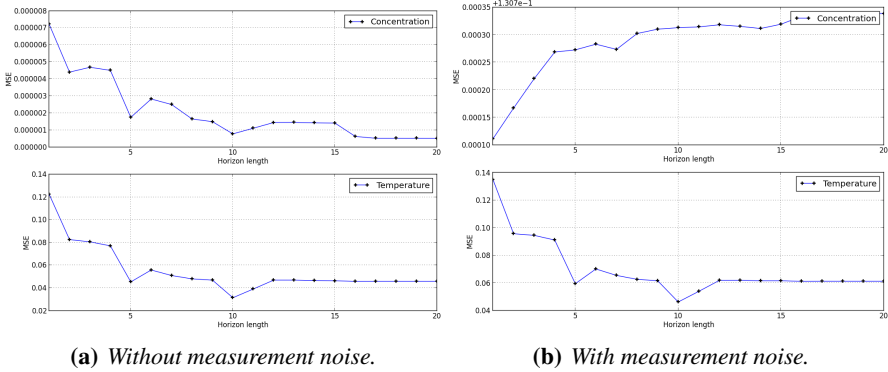 0.000008
0.000007
0.000006
0.000005
0.000004
0.000003
0.000002
0.000001
0.000000
MSE
Concentration
5 10 15 20
Horizon length
0.14
0.12
0.10
0.08
0.06
0.04
0.02
MSE
Temperature
5 10 15 20
Horizon length
(a) Without measurement noise.
+1.307e−1
0.00035
0.00030
0.00025
0.00020
0.00015
0.00010
MSE
Concentration
5 10 15 20
Horizon length
0.14
0.12
0.10
0.08
0.06
0.04
MSE
Temperature
5 10 15 20
Horizon length
(b) With measurement noise.